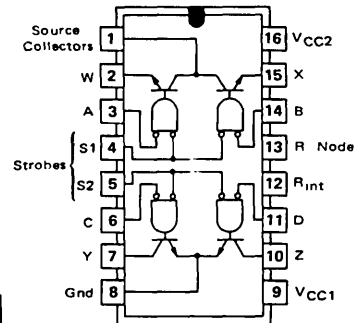 Source
Collectors 1
W 2
A 3
S1 4
Strobes
S2 5
C 6
Y 7
Gnd 8
16 VCC2
15 X
14 B
13 R Node
12 RInt
11 D
10 Z
9 VCC1